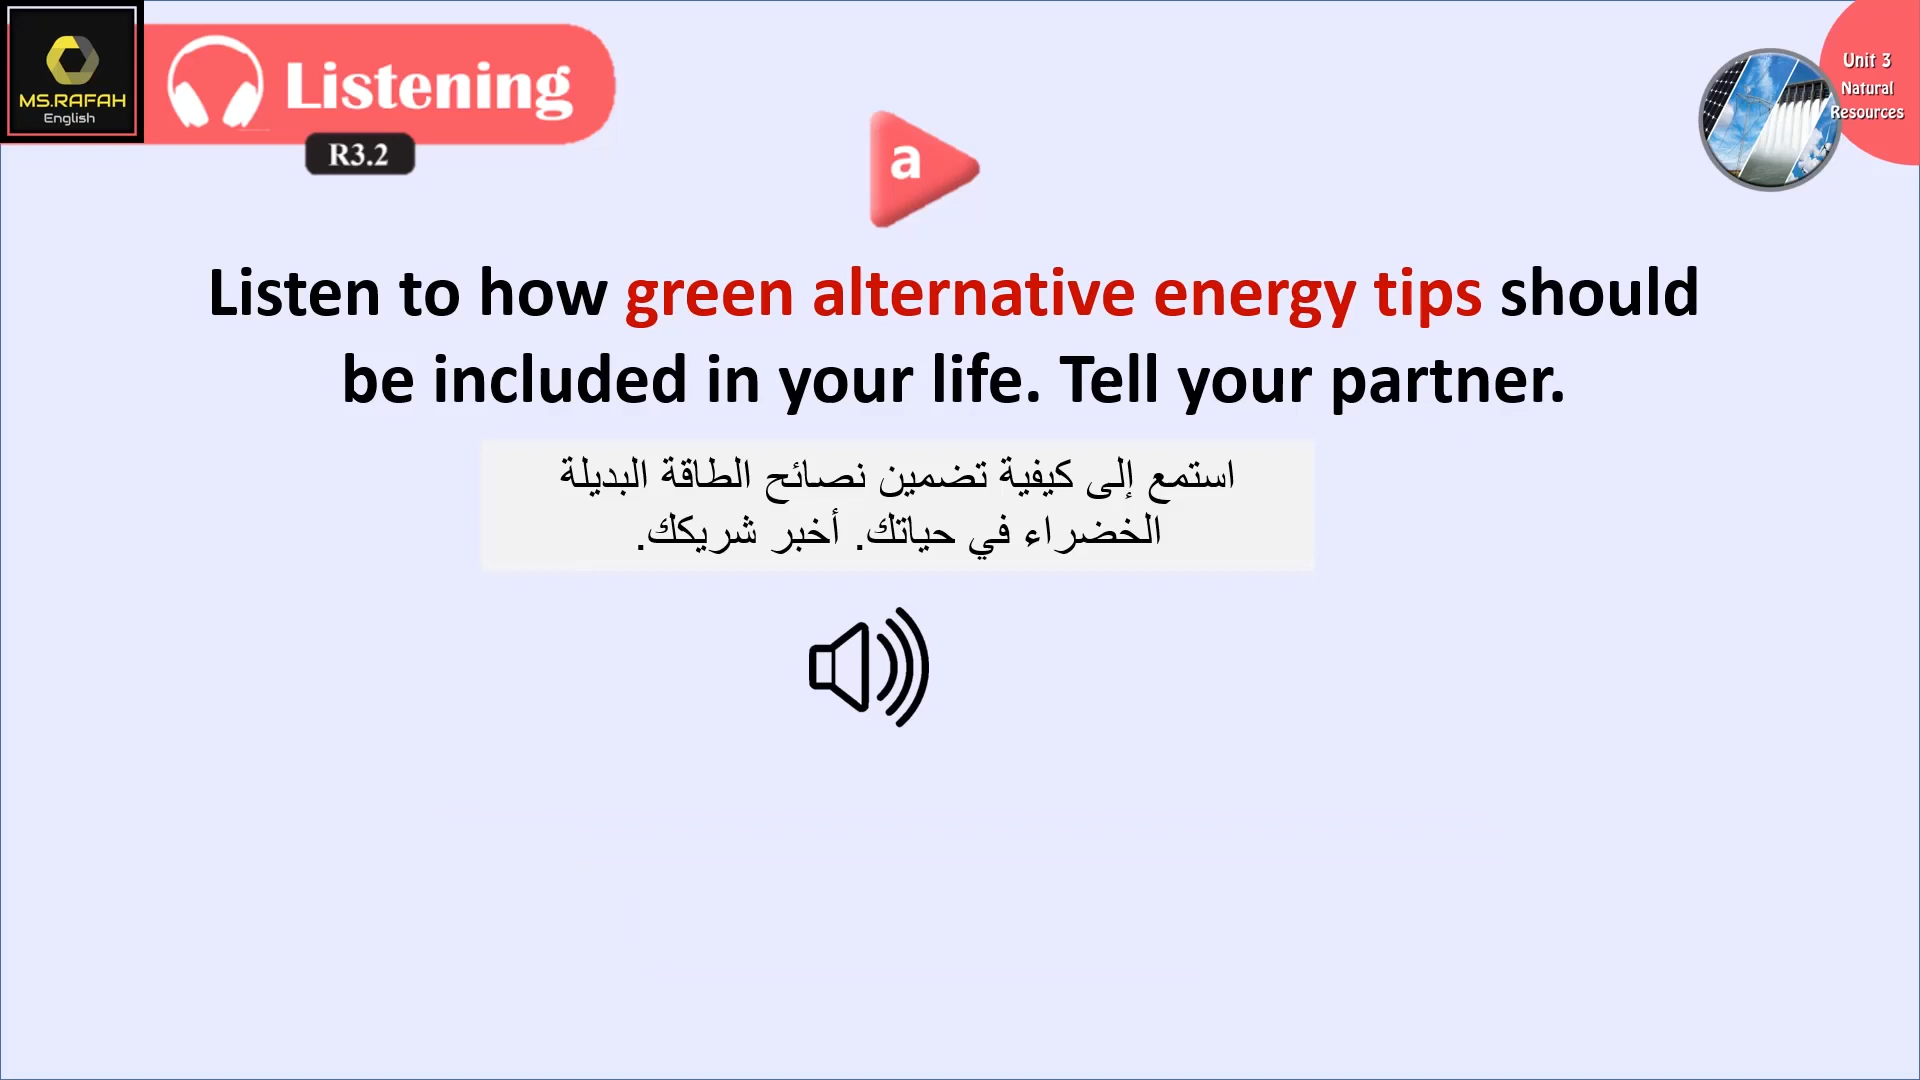 MS.RAFAH
English
Listening
R3.2
a
Unit 3
Natural
Resources
Listen to how green alternative energy tips should
be included in your life. Tell your partner.
استمع إلى كيفية تضمين نصائح الطاقة البديلة
الخضراء في حياتك. أخبر شريكك.